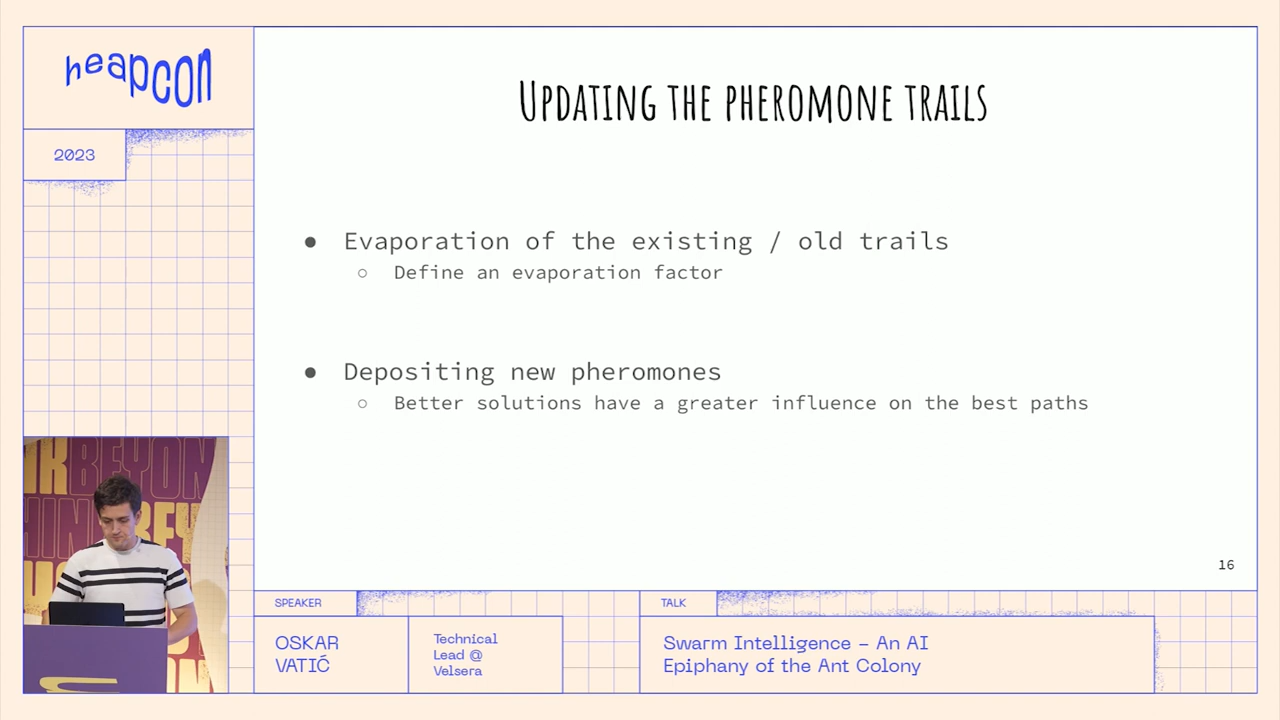 heapcon
2023
Updating the pheromone trails
● Evaporation of the existing / old trails
○ Define an evaporation factor
● Depositing new pheromones
○ Better solutions have a greater influence on the best paths
16
BEYON
SPEAKER
OSKAR
VATIĆ
Technical
Lead @
Velsera
TALK
Swarm Intelligence – An AI
Epiphany of the Ant Colony